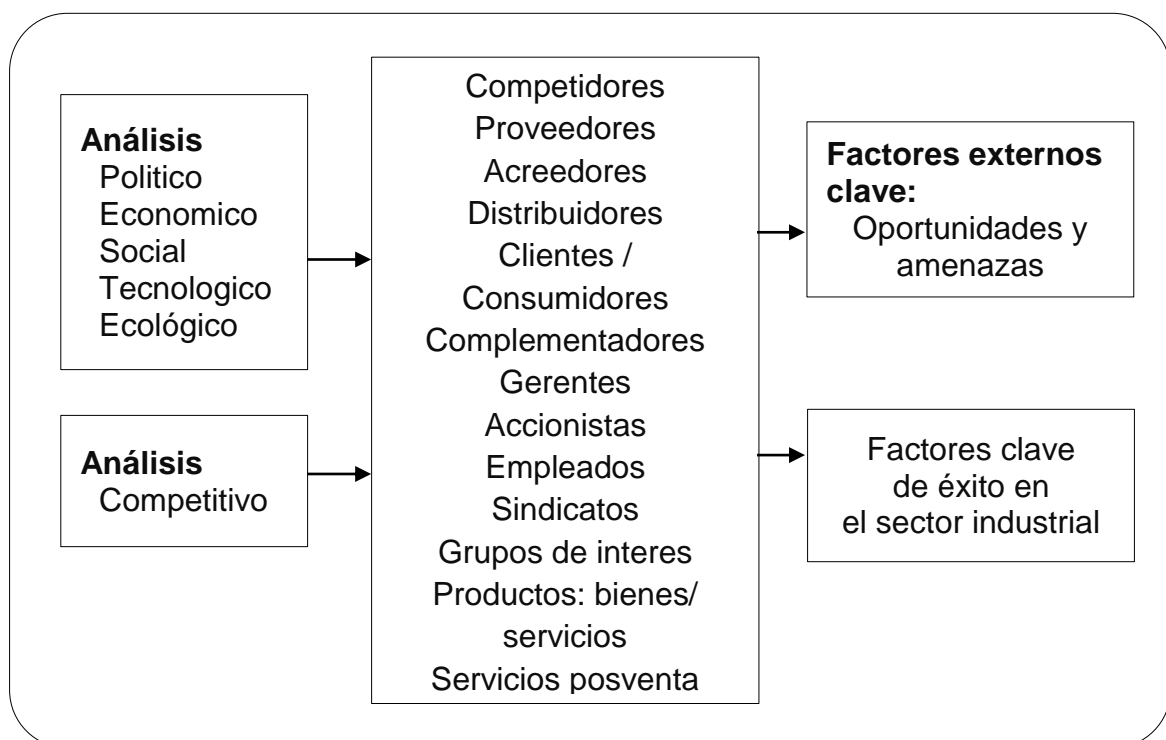 Análisis
Politico
Economico
Social
Tecnologico
Ecológico
Análisis
Competitivo
Competidores
Proveedores
Acreedores
Distribuidores
Clientes /
Consumidores
Complementadores
Gerentes
Accionistas
Empleados
Sindicatos
Grupos de interes
Productos: bienes/
servicios
Servicios posventa
Factores externos
clave:
Oportunidades y
amenazas
Factores clave
de éxito en
el sector industrial